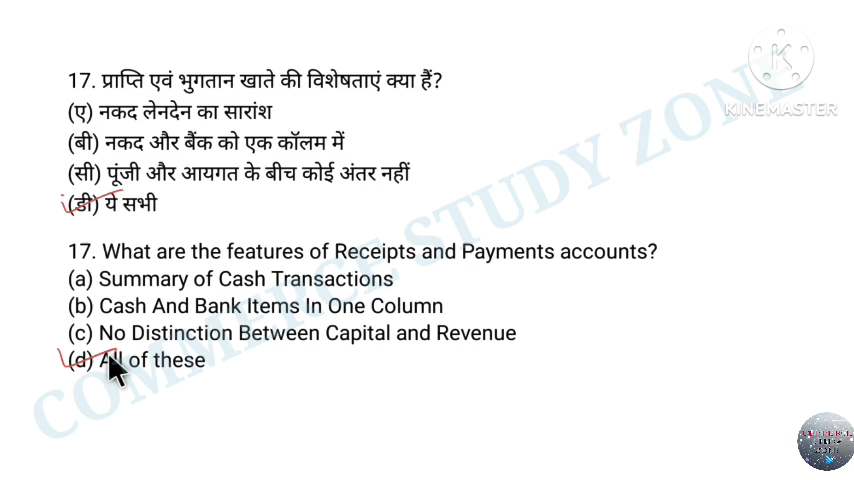 17. प्राप्ति एवं भुगतान खाते की विशेषताएं क्या हैं?
(ए) नकद लेनदेन का सारांश
(बी) नकद और बैंक को एक कॉलम में
(सी) पूंजी और आयगत के बीच कोई अंतर नहीं
(डी) ये सभी
17. What are the features of Receipts and Payments accounts?
(a) Summary of Cash Transactions
(b) Cash And Bank Items In One Column
(c) No Distinction Between Capital and Revenue
(d) All of these
COMMERCE STUDY ZONE
K
KINEMASTER